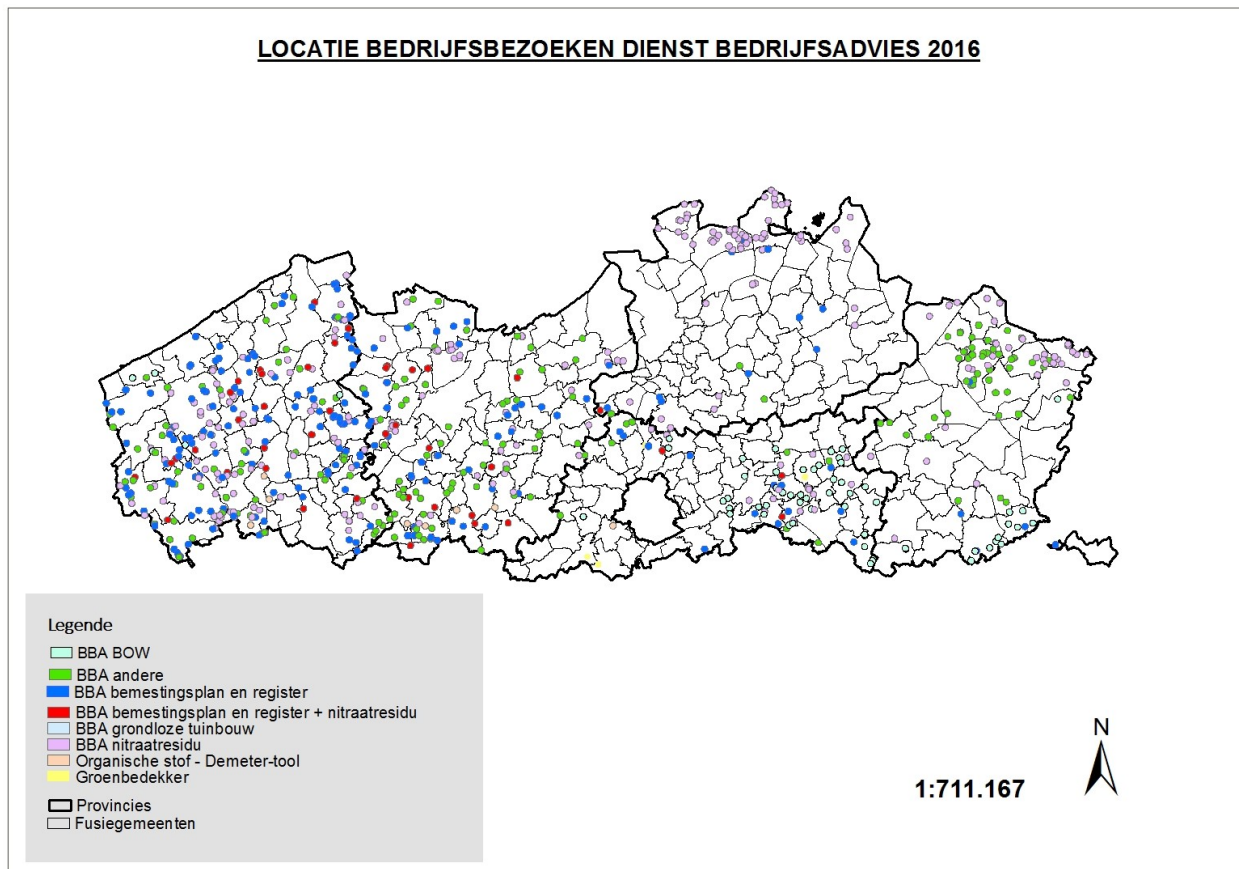 LOCATIE BEDRIJFSBEZOEKEN DIENST BEDRIJFSADVIES 2016
Legende
BBA BOW
BBA andere
BBA bemestingsplan en register
BBA bemestingsplan en register + nitraatresidu
BBA grondloze tuinbouw
BBA nitraatresidu
Organische stof - Demeter-tool
Groenbedekker
Provincies
Fusiegemeenten
1:711.167
N